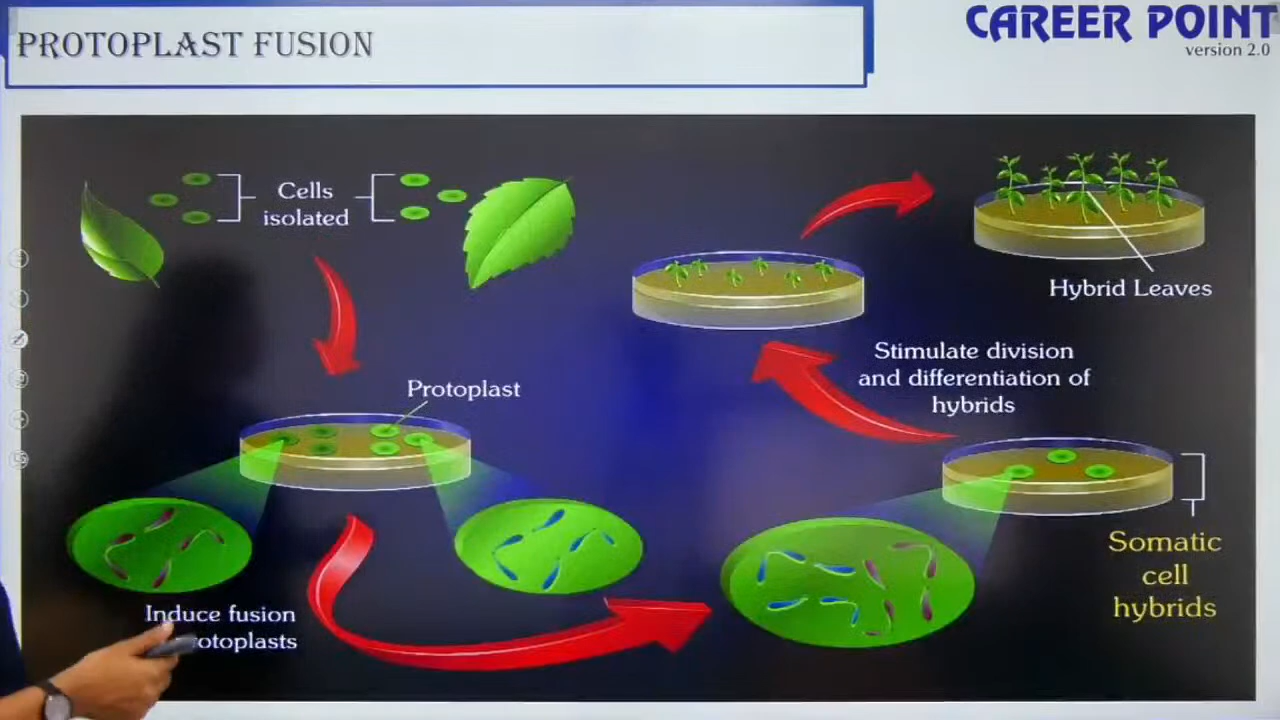 PROTOPLAST FUSION
CAREER POINT
version 2.0
Cells
isolated
Protoplast
Induce fusion
protoplasts
Somatic
cell
hybrids
Stimulate division
and differentiation of
hybrids
Hybrid Leaves